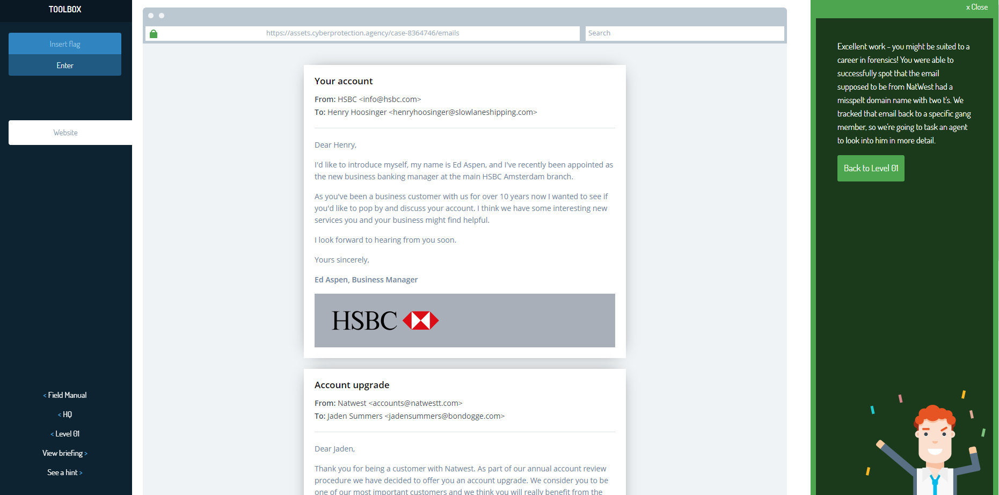 TOOLBOX
Insert flag
Enter
Website
< Field Manual
< HQ
< Level 01
View briefing >
See a hint >
https://assets.cyberprotection.agency/case-8364746/emails
Search
Your account
From: HSBC <info@hsbc.com>
To: Henry Hoosinger <henryhoosinger@slowlaneshipping.com>
Dear Henry,
I'd like to introduce myself, my name is Ed Aspen, and I've recently been appointed as
the new business banking manager at the main HSBC Amsterdam branch.
As you've been a business customer with us for over 10 years now I wanted to see if
you'd like to pop by and discuss your account. I think we have some interesting new
services you and your business might find helpful.
I look forward to hearing from you soon.
Yours sincerely,
Ed Aspen, Business Manager
HSBC
Account upgrade
From: Natwest <accounts@natwestt.com>
To: Jaden Summers <jadensummers@bondogge.com>
Dear Jaden,
Thank you for being a customer with Natwest. As part of our annual account review
procedure we have decided to offer you an account upgrade. We consider you to be
one of our most important customers and we think you will really benefit from the
x Close
Excellent work - you might be suited to a
career in forensics! You were able to
successfully spot that the email
supposed to be from NatWest had a
misspelt domain name with two t's. We
tracked that email back to a specific gang
member, so we're going to task an agent
to look into him in more detail.
Back to Level 01